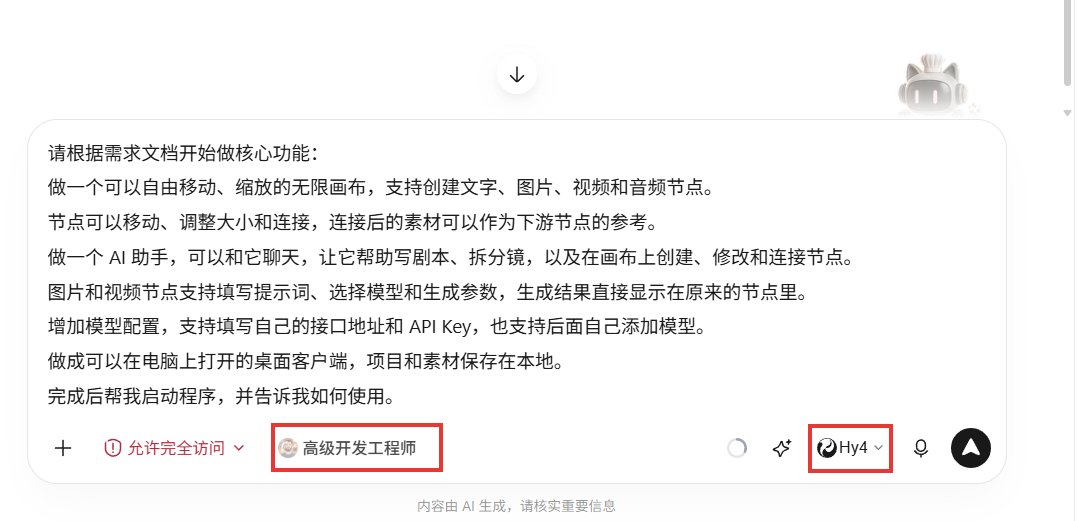 请根据需求文档开始做核心功能：
做一个可以自由移动、缩放的无限画布，支持创建文字、图片、视频和音频节点。
节点可以移动、调整大小和连接，连接后的素材可以作为下游节点的参考。
做一个 AI 助手，可以和它聊天，让它帮助写剧本、拆分镜，以及在画布上创建、修改和连接节点。
图片和视频节点支持填写提示词、选择模型和生成参数，生成结果直接显示在原来的节点里。
增加模型配置，支持填写自己的接口地址和 API Key，也支持后面自己添加模型。
做成可以在电脑上打开的桌面客户端，项目和素材保存在本地。
完成后帮我启动程序，并告诉我如何使用。
允许完全访问 高级开发工程师 Hy4
内容由 AI 生成，请核实重要信息